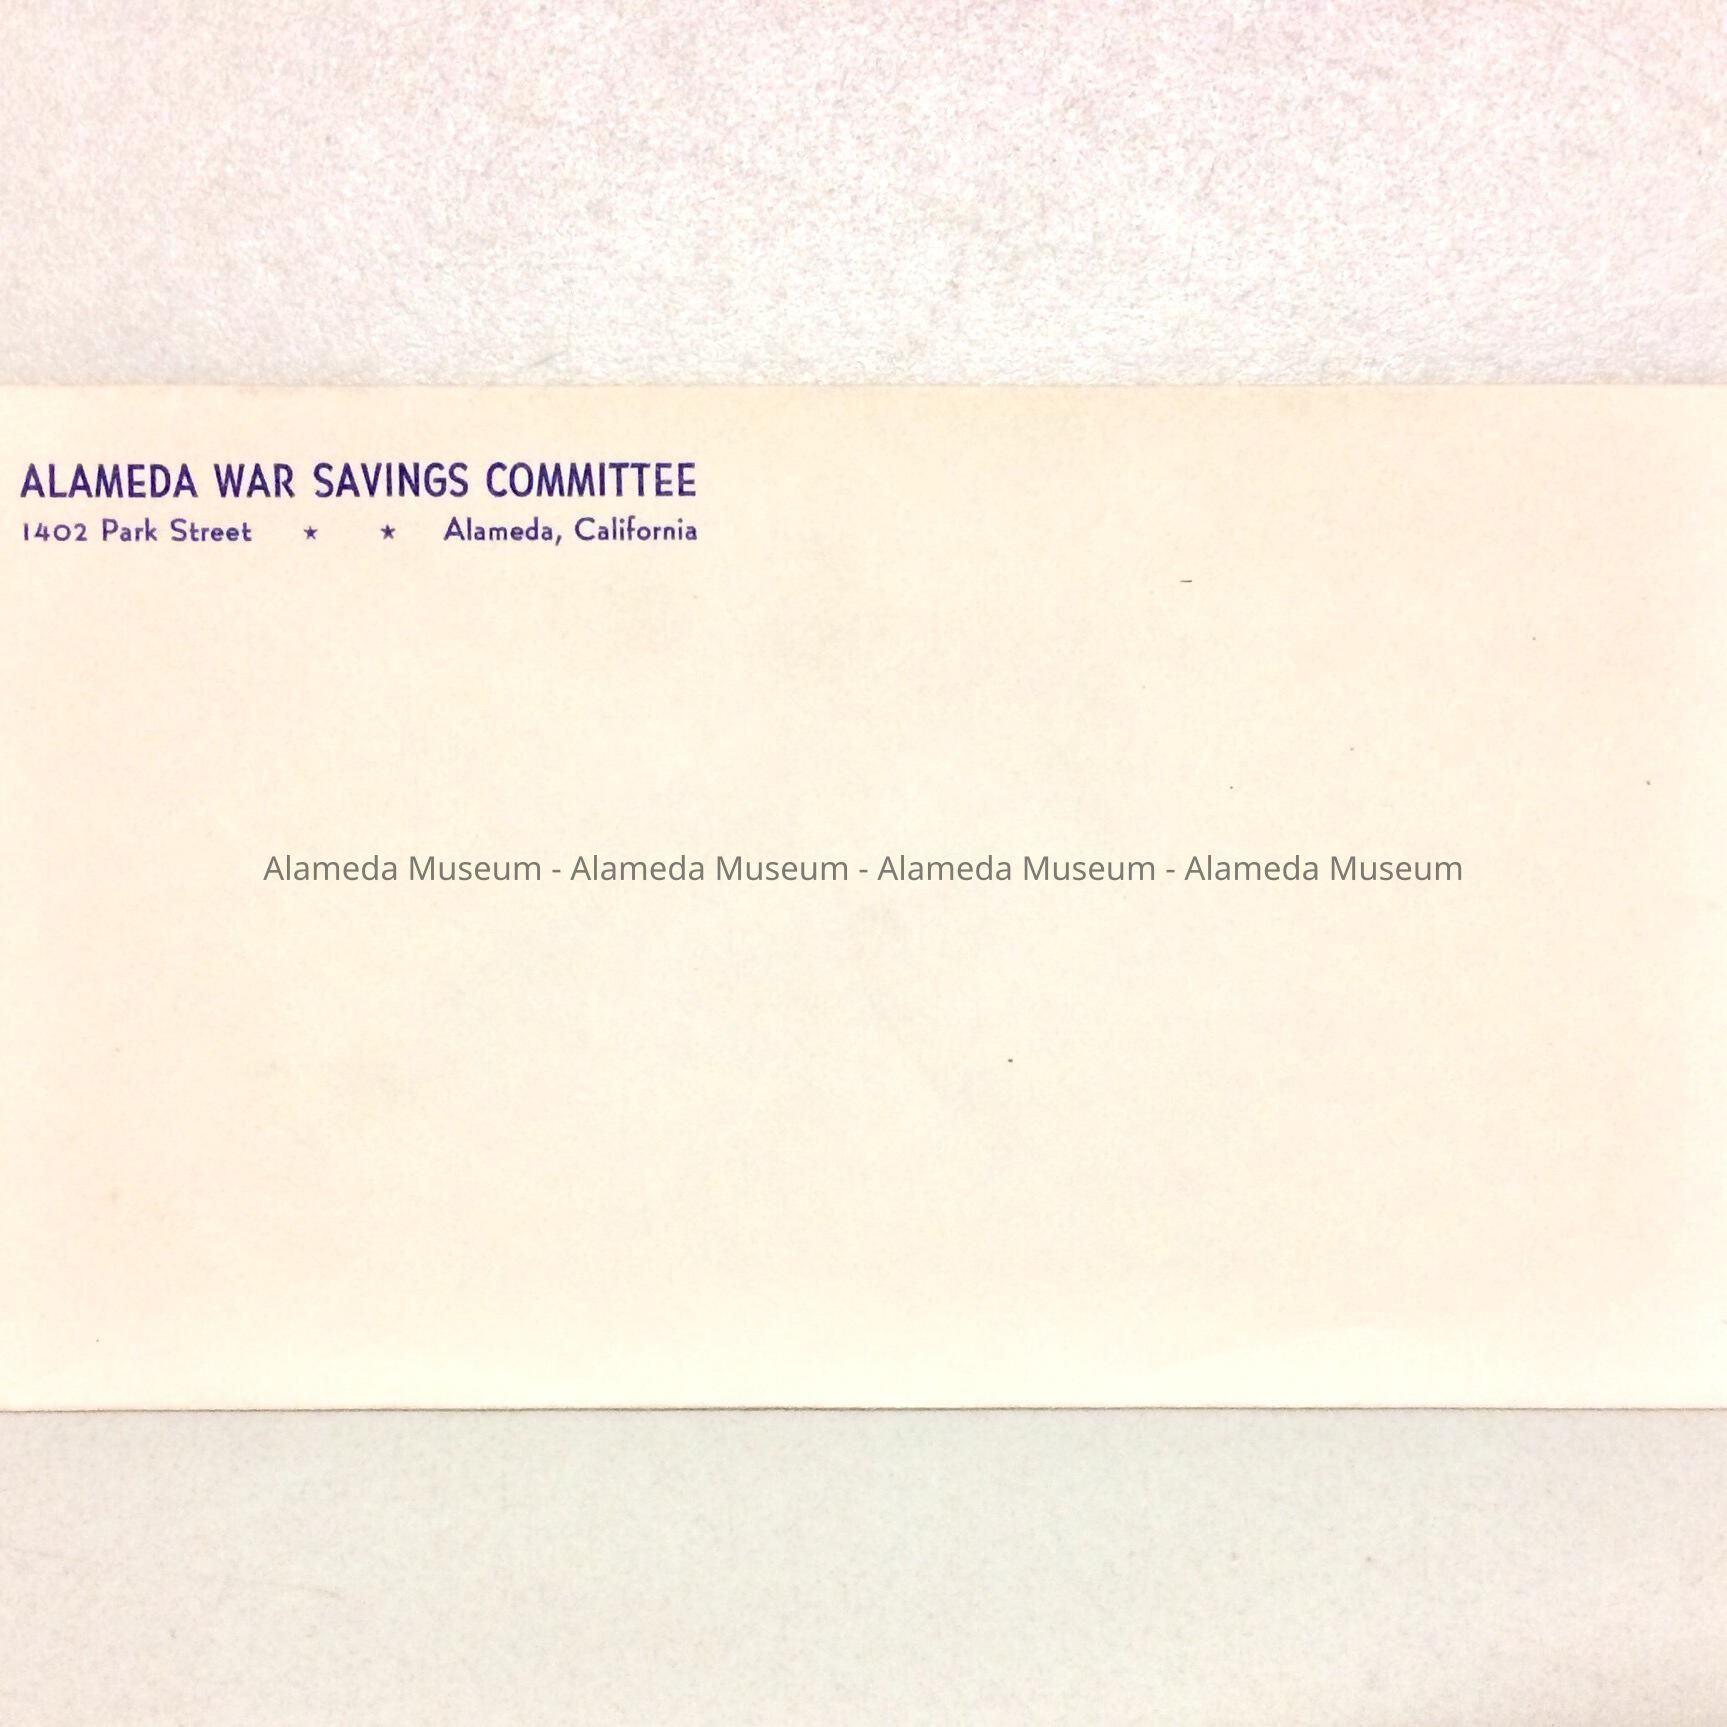 ALAMEDA WAR SAVINGS COMMITTEE
1402 Park Street ★ ★ Alameda, California
Alameda Museum - Alameda Museum - Alameda Museum - Alameda Museum